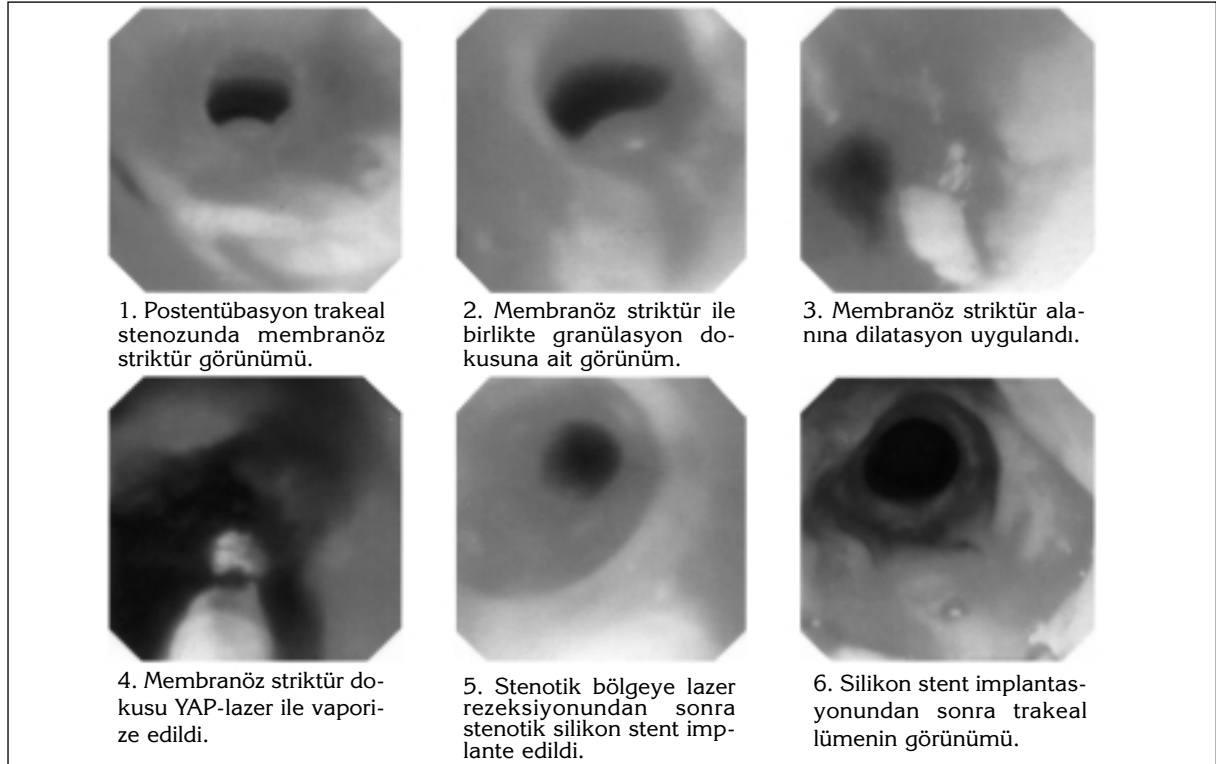 1. Postentübasyon trakeal
stenozunda membranöz
striktür görünümü.
2. Membranöz striktür ile
birlikte granülasyon do-
kusuna ait görünüm.
3. Membranöz striktür ala-
nına dilatasyon uygulandı.
4. Membranöz striktür do-
kusu YAP-lazer ile vapori-
ze edildi.
5. Stenotik bölgeye lazer
rezeksiyonundan sonra
stenotik silikon stent imp-
lante edildi.
6. Silikon stent implantas-
yonundan sonra trakeal
lümenin görünümü.